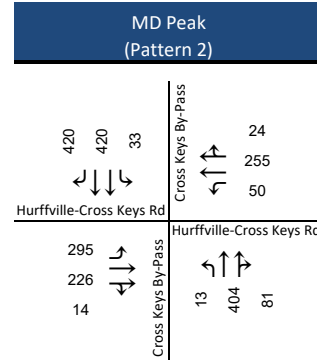 MD Peak
(Pattern 2)
420 420 33
Cross Keys By-Pass
24
255
50
Hurffville-Cross Keys Rd
Hurffville-Cross Keys Rd
295
226
14
Cross Keys By-Pass
13 404 81